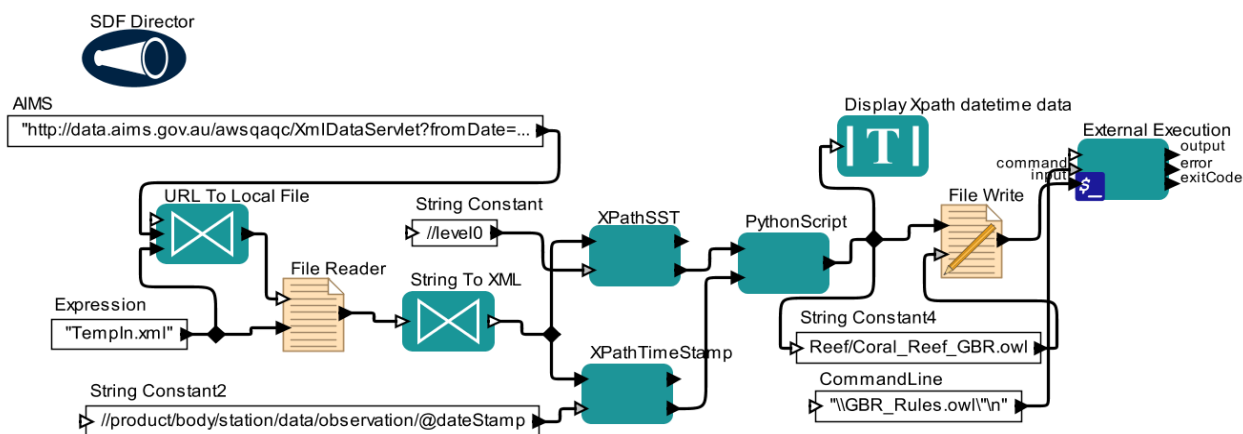 SDF Director
AIMS
"http://data.aims.gov.au/awsqaqc/XmlDataServlet?fromDate=...
Display Xpath datetime data
T
External Execution
output
error
exitCode
command
input
$_
URL To Local File
String Constant
//level0
XPathSST
PythonScript
File Write
File Reader
String To XML
Expression
"TempIn.xml"
String Constant4
Reef/Coral_Reef_GBR.owl
XPathTimeStamp
CommandLine
"\\GBR_Rules.owl\"\n"
String Constant2
//product/body/station/data/observation/@dateStamp